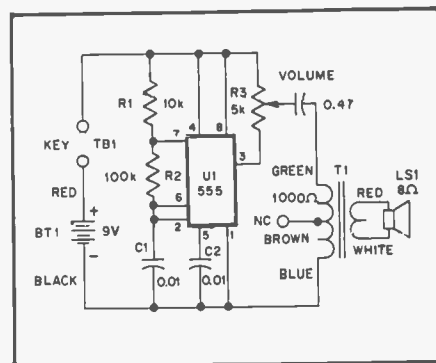 VOLUME
R1
10k
R3
5k
0.47
KEY
TB1
4
8
7
3
R2
100k
U1
555
GREEN
T1
LS1
8Ω
RED
1000Ω
RED
6
2
NC
BROWN
WHITE
BT1
+
9V
-
C1
5
C2
1
BLACK
0.01
0.01
BLUE